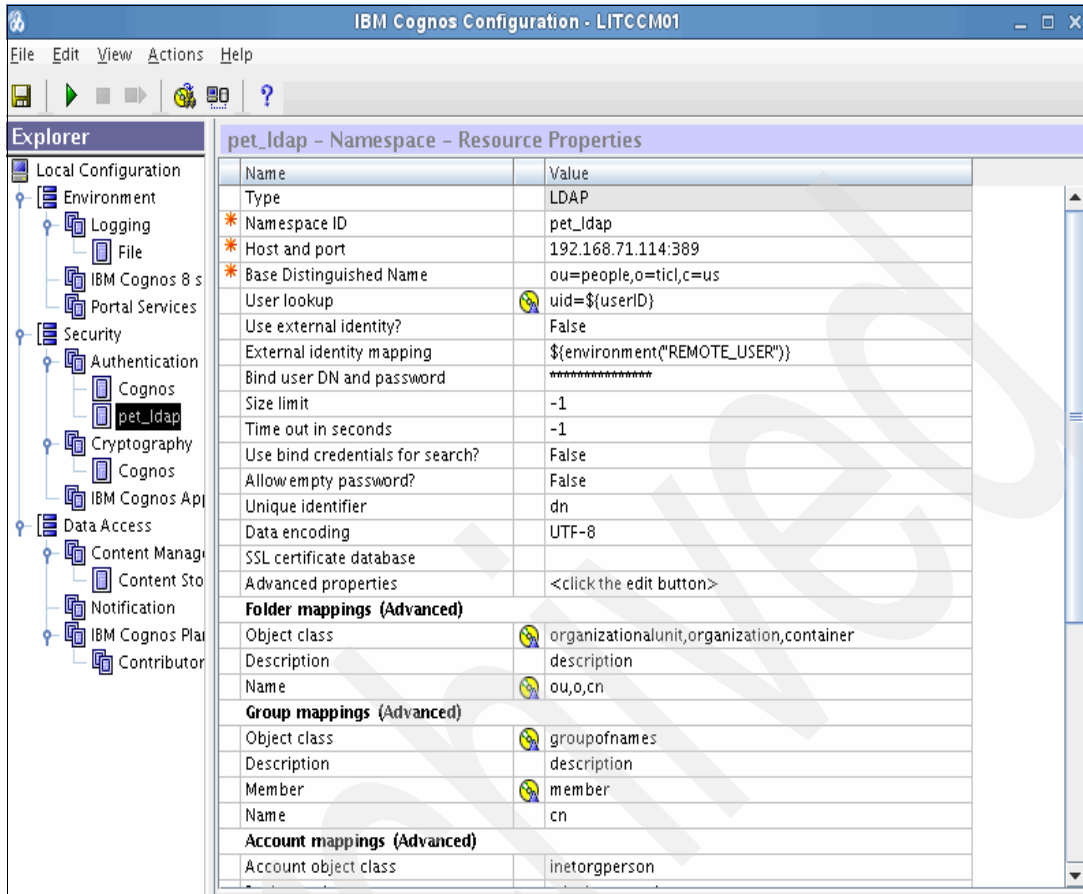 IBM Cognos Configuration - LITCCM01
File Edit View Actions Help
Explorer
Local Configuration
Environment
Logging
File
IBM Cognos 8 s
Portal Services
Security
Authentication
Cognos
pet_ldap
Cryptography
Cognos
IBM Cognos App
Data Access
Content Manag
Content Sto
Notification
IBM Cognos Plan
Contributor
pet_ldap - Namespace - Resource Properties
Name Value
Type LDAP
* Namespace ID pet_ldap
* Host and port 192.168.71.114:389
* Base Distinguished Name ou=people,o=ticl,c=us
User lookup uid=${userID}
Use external identity? False
External identity mapping ${environment("REMOTE_USER")}
Bind user DN and password ***************
Size limit -1
Time out in seconds -1
Use bind credentials for search? False
Allow empty password? False
Unique identifier dn
Data encoding UTF-8
SSL certificate database
Advanced properties <click the edit button>
Folder mappings (Advanced)
Object class organizationalunit,organization,container
Description description
Name ou,o,cn
Group mappings (Advanced)
Object class groupofnames
Description description
Member member
Name cn
Account mappings (Advanced)
Account object class inetorgperson